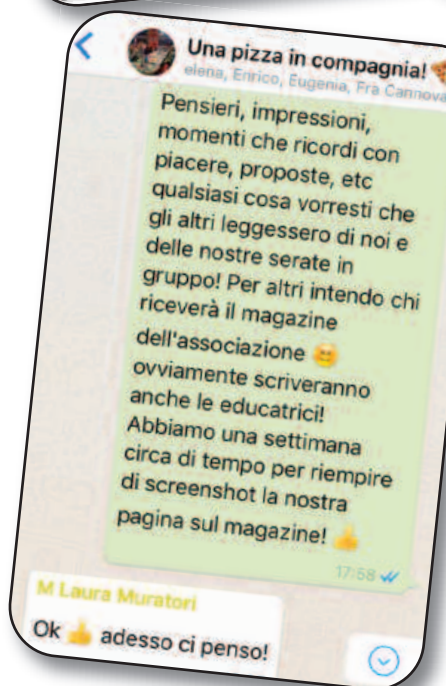 Una pizza in compagnia! 🍕
elena, Enrico, Eugenia, Fra Cannova
Pensieri, impressioni,
momenti che ricordi con
piacere, proposte, etc
qualsiasi cosa vorresti che
gli altri leggessero di noi e
delle nostre serate in
gruppo! Per altri intendo chi
riceverà il magazine
dell'associazione 😊
ovviamente scriveranno
anche le educatrici!
Abbiamo una settimana
circa di tempo per riempire
di screenshot la nostra
pagina sul magazine! 👍
17:58
M Laura Muratori
Ok 👍 adesso ci penso!